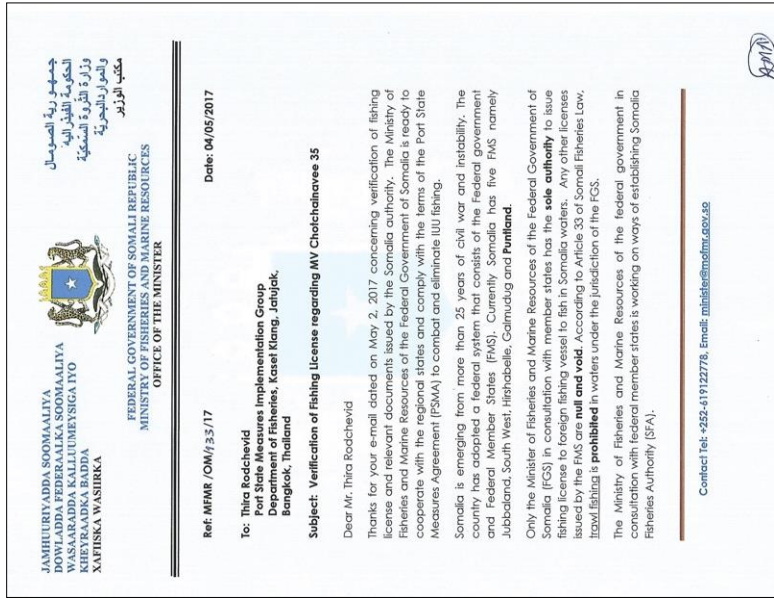 JAMHUURIYADDA SOOMAALIYA
DOWLADDA FEDERAALKA SOOMAALIYA
WASAARADDA KALLUUMEYSIGA IYO
KHEYRAADKA BADDA
XAFIISKA WASIIRKA
جمهورية الصومال
الحكومة الفيدرالية
وزارة الثروة السمكية
والموارد البحرية
مكتب الوزير
FEDERAL GOVERNMENT OF SOMALI REPUBLIC
MINISTRY OF FISHERIES AND MARINE RESOURCES
OFFICE OF THE MINISTER
Ref: MFMR /OM/133/17 Date: 04/05/2017
To: Thira Rodchevid
Port State Measures Implementation Group
Department of Fisheries, Kaset Klang, Jatujak,
Bangkok, Thailand
Subject: Verification of Fishing License regarding MV Chotchainavee 35
Dear Mr. Thira Rodchevid
Thanks for your e-mail dated on May 2, 2017 concerning verification of fishing
license and relevant documents issued by the Somalia authority. The Ministry of
Fisheries and Marine Resources of the Federal Government of Somalia is ready to
cooperate with the regional states and comply with the terms of the Port State
Measures Agreement (PSMA) to combat and eliminate IUU fishing.
Somalia is emerging from more than 25 years of civil war and instability. The
country has adopted a federal system that consists of the Federal government
and Federal Member States (FMS). Currently Somalia has five FMS namely
Jubbaland, South West, Hirshabelle, Galmudug and Puntland.
Only the Minister of Fisheries and Marine Resources of the Federal Government of
Somalia (FGS) in consultation with member states has the sole authority to issue
fishing license to foreign fishing vessel to fish in Somalia waters. Any other licenses
issued by the FMS are null and void. According to Article 33 of Somali Fisheries Law,
trawl fishing is prohibited in waters under the jurisdiction of the FGS.
The Ministry of Fisheries and Marine Resources of the federal government in
consultation with federal member states is working on ways of establishing Somalia
Fisheries Authority (SFA).
Contact Tel: +252-619122778, Email: minister@mofmr.gov.so